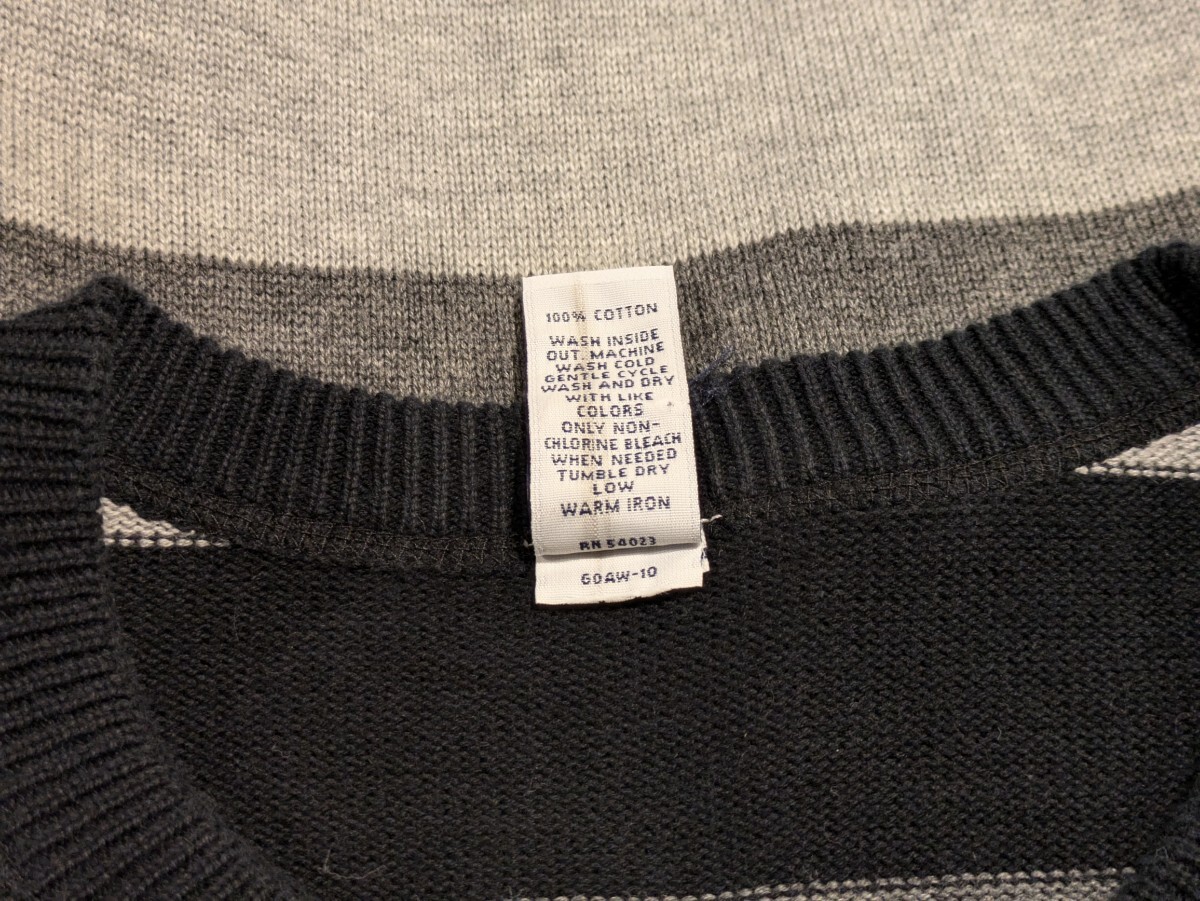 100% COTTON
WASH INSIDE
OUT. MACHINE
WASH COLD
GENTLE CYCLE
WASH AND DRY
WITH LIKE
COLORS
ONLY NON-
CHLORINE BLEACH
WHEN NEEDED
TUMBLE DRY
LOW
WARM IRON
RN 54023
60AW-10